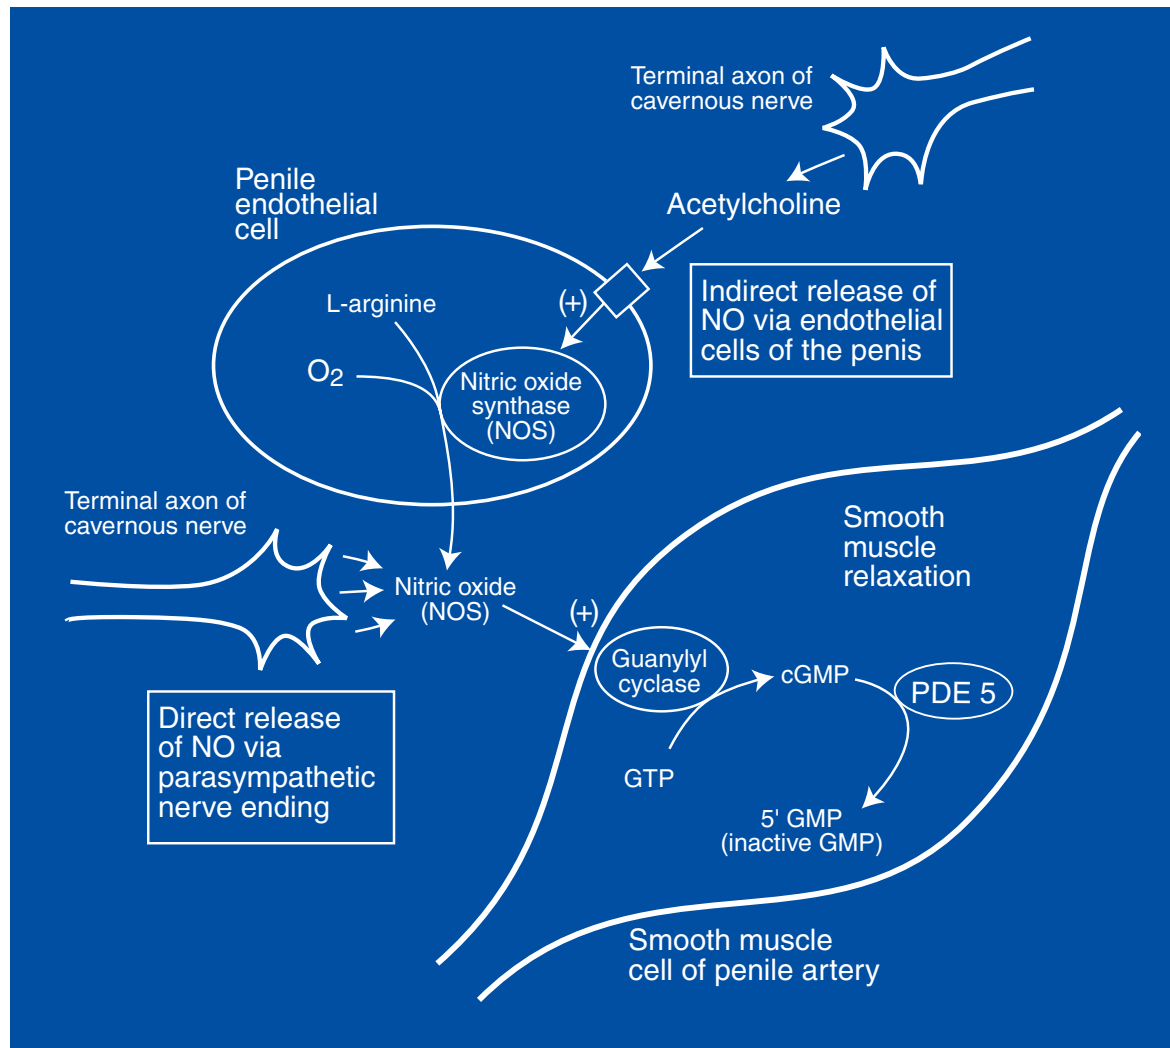 Terminal axon of
cavernous nerve
Acetylcholine
Penile
endothelial
cell
L-arginine
O2
(+)
Nitric oxide
synthase
(NOS)
Indirect release of
NO via endothelial
cells of the penis
Terminal axon of
cavernous nerve
Nitric oxide
(NOS)
(+)
Direct release
of NO via
parasympathetic
nerve ending
Smooth
muscle
relaxation
Guanylyl
cyclase
cGMP
PDE 5
GTP
5' GMP
(inactive GMP)
Smooth muscle
cell of penile artery